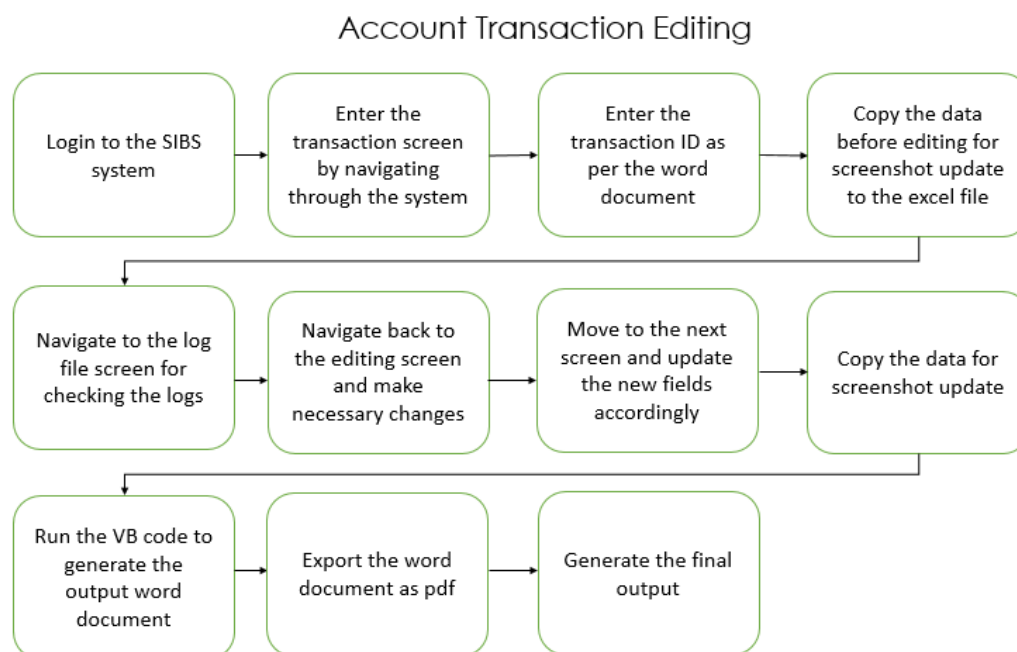 Account Transaction Editing
Login to the SIBS
system
Enter the
transaction screen
by navigating
through the system
Enter the
transaction ID as
per the word
document
Copy the data
before editing for
screenshot update
to the excel file
Navigate to the log
file screen for
checking the logs
Navigate back to
the editing screen
and make
necessary changes
Move to the next
screen and update
the new fields
accordingly
Copy the data for
screenshot update
Run the VB code to
generate the
output word
document
Export the word
document as pdf
Generate the final
output